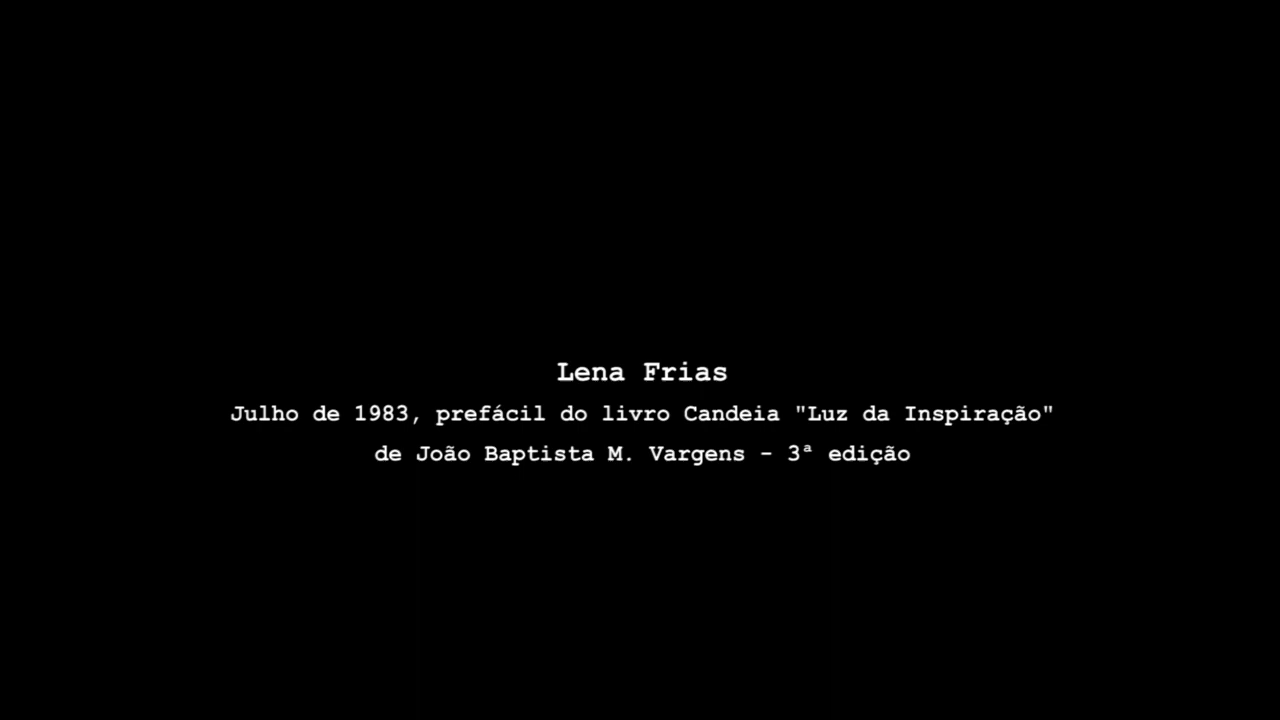 Lena Frias
Julho de 1983, prefácil do livro Candeia "Luz da Inspiração"
de João Baptista M. Vargens - 3ª edição